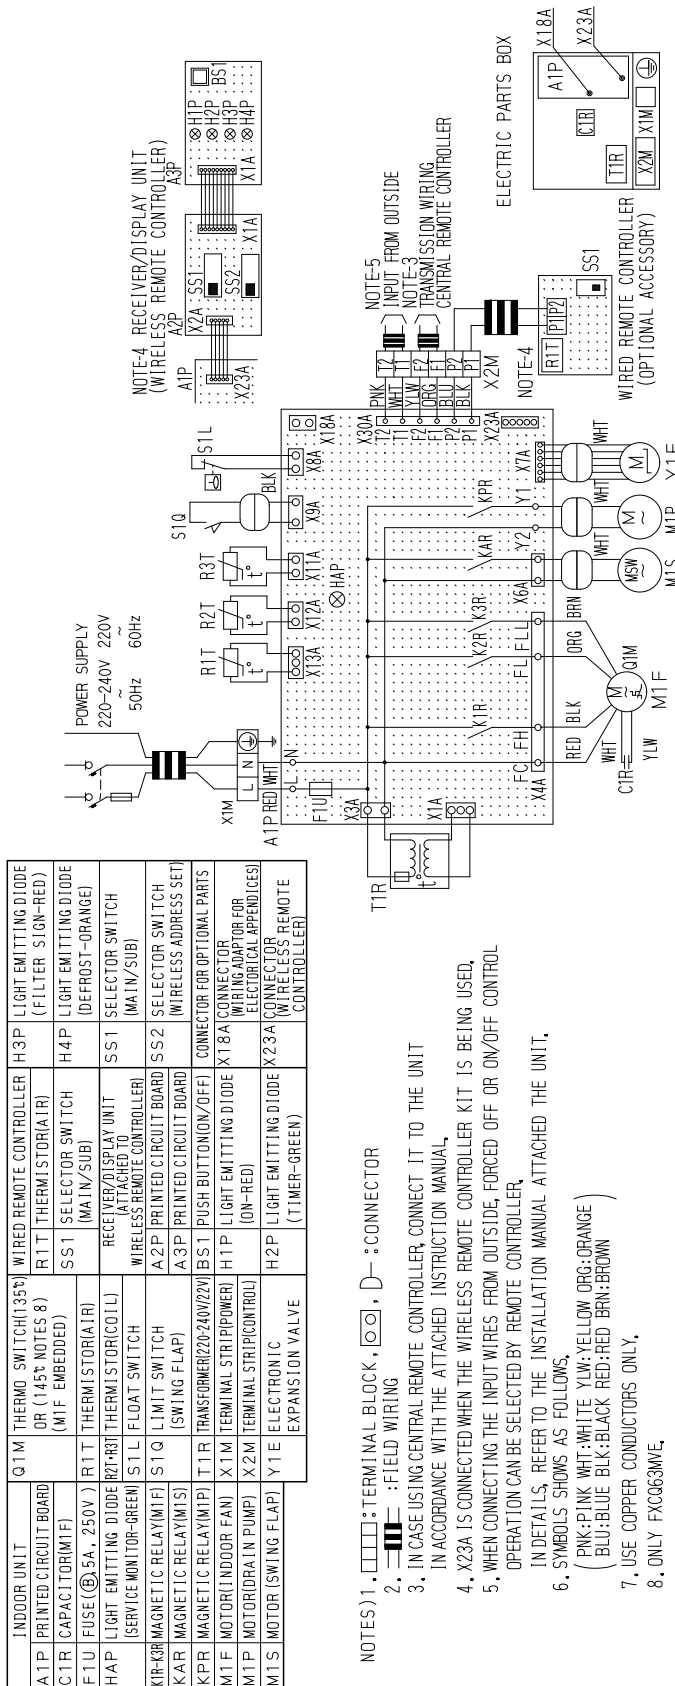 INDOOR UNIT
A1P PRINTED CIRCUIT BOARD
C1R CAPACITOR(M1F)
F1U FUSE(Ⓑ,5A, 250V)
HAP LIGHT EMITTING DIODE
(SERVICE MONITOR-GREEN)
K1R-K3R MAGNETIC RELAY(M1F)
KAR MAGNETIC RELAY(M1S)
KPR MAGNETIC RELAY(M1P)
M1F MOTOR(INDOOR FAN)
M1P MOTOR(DRAIN PUMP)
M1S MOTOR (SWING FLAP)
Q1M THERMO SWITCH(135℃)
OR (145℃ NOTES 8)
(M1F EMBEDDED)
R1T THERMISTOR(AIR)
R2T•R3T THERMISTOR(COIL)
S1L FLOAT SWITCH
S1Q LIMIT SWITCH
(SWING FLAP)
T1R TRANSFORMER(220-240V/22V)
X1M TERMINAL STRIP(POWER)
X2M TERMINAL STRIP(CONTROL)
Y1E ELECTRONIC
EXPANSION VALVE
WIRED REMOTE CONTROLLER
R1T THERMISTOR(AIR)
SS1 SELECTOR SWITCH
(MAIN/SUB)
RECEIVER/DISPLAY UNIT
(ATTACHED TO
WIRELESS REMOTE CONTROLLER)
A2P PRINTED CIRCUIT BOARD
A3P PRINTED CIRCUIT BOARD
BS1 PUSH BUTTON(ON/OFF)
H1P LIGHT EMITTING DIODE
(ON-RED)
H2P LIGHT EMITTING DIODE
(TIMER-GREEN)
H3P LIGHT EMITTING DIODE
(FILTER SIGN-RED)
H4P LIGHT EMITTING DIODE
(DEFROST-ORANGE)
SS1 SELECTOR SWITCH
(MAIN/SUB)
SS2 SELECTOR SWITCH
(WIRELESS ADDRESS SET)
CONNECTOR FOR OPTIONAL PARTS
X18A CONNECTOR
(WIRING ADAPTOR FOR
ELECTORICAL APPENDICES)
X23A CONNECTOR
(WIRELESS REMOTE
CONTROLLER)
POWER SUPPLY
220-240V 220V
~ ~
50Hz 60Hz
X1M
L N
A1P RED WHT
L N
F1U
X3A
X1A
T1R
t°
R1T
t°
X13A
R2T
t°
X12A
R3T
t°
X11A
HAP
S1Q
X9A
BLK
S1L
X8A
X18A
X30A
T2 PNK T2
T1 WHT T1
F2 YLW F2
F1 ORG F1
P2 BLU P2
P1 BLK P1
X23A
X2M
NOTE-5
INPUT FROM OUTSIDE
NOTE-3
TRANSMISSION WIRING
CENTRAL REMOTE CONTROLLER
K1R
K2R
K3R
KAR
KPR
FC FH FL FLL
X4A
X6A
Y2 Y1
X7A
RED BLK ORG BRN
WHT
C1R
YLW
M
~
Q1M
M1F
WHT
MSW
~
M1S
WHT
M
~
M1P
WHT
M
Y1E
NOTE-4 RECEIVER/DISPLAY UNIT
(WIRELESS REMOTE CONTROLLER)
A1P
X23A
A2P
X2A
SS1
SS2
X1A
A3P
X1A
H1P
H2P
H3P
H4P
BS1
NOTE-4
R1T
P1 P2
SS1
WIRED REMOTE CONTROLLER
(OPTIONAL ACCESSORY)
ELECTRIC PARTS BOX
X18A
X23A
A1P
C1R
T1R
X2M X1M
NOTES)1. :TERMINAL BLOCK, , :CONNECTOR
2. :FIELD WIRING
3. IN CASE USING CENTRAL REMOTE CONTROLLER, CONNECT IT TO THE UNIT
IN ACCORDANCE WITH THE ATTACHED INSTRUCTION MANUAL.
4. X23A IS CONNECTED WHEN THE WIRELESS REMOTE CONTROLLER KIT IS BEING USED.
5. WHEN CONNECTING THE INPUT WIRES FROM OUTSIDE, FORCED OFF OR ON/OFF CONTROL
OPERATION CAN BE SELECTED BY REMOTE CONTROLLER.
IN DETAILS, REFER TO THE INSTALLATION MANUAL ATTACHED THE UNIT.
6. SYMBOLS SHOWS AS FOLLOWS.
(PNK:PINK WHT:WHITE YLW:YELLOW ORG:ORANGE
BLU:BLUE BLK:BLACK RED:RED BRN:BROWN)
7. USE COPPER CONDUCTORS ONLY.
8. ONLY FXCQ63MVE.